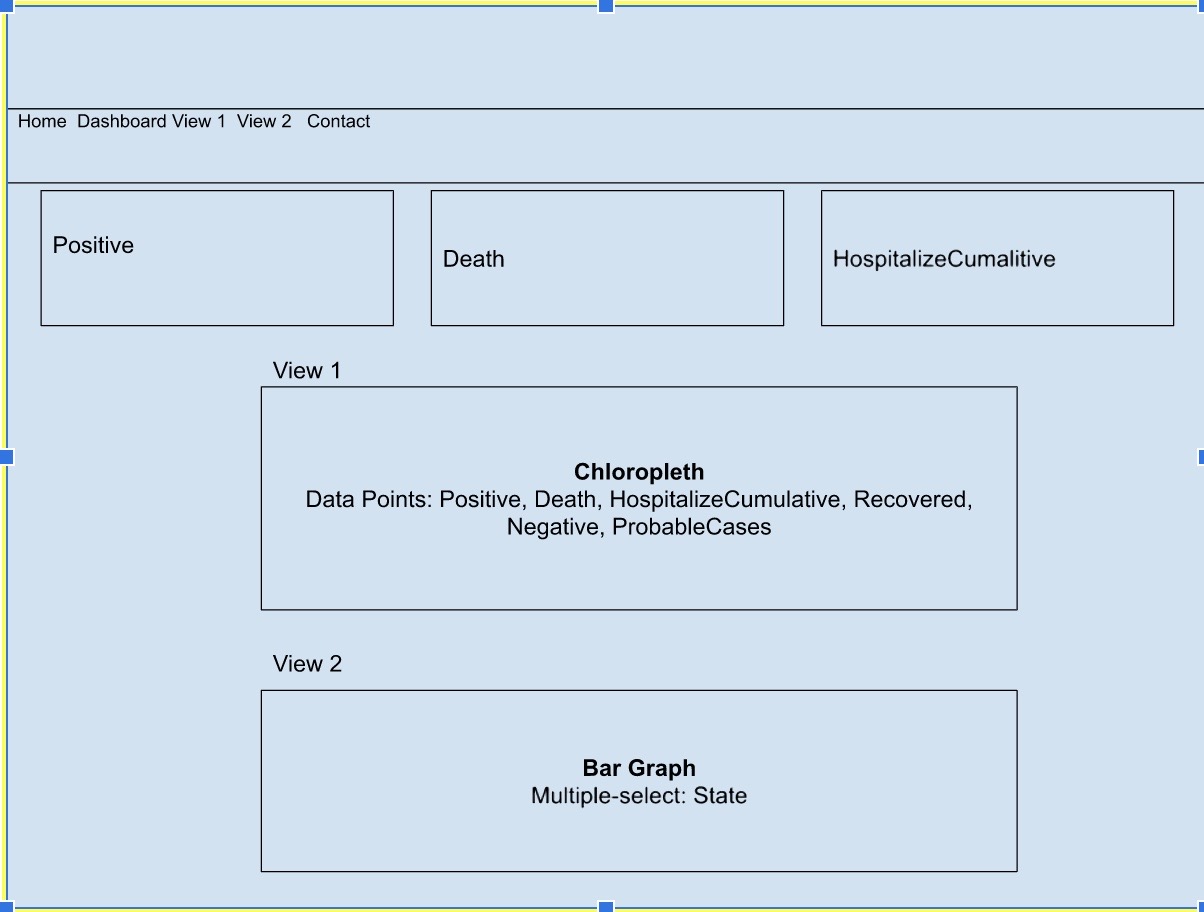 Home Dashboard View 1 View 2 Contact
Positive
Death
HospitalizeCumalitive
View 1
Chloropleth
Data Points: Positive, Death, HospitalizeCumulative, Recovered,
Negative, ProbableCases
View 2
Bar Graph
Multiple-select: State